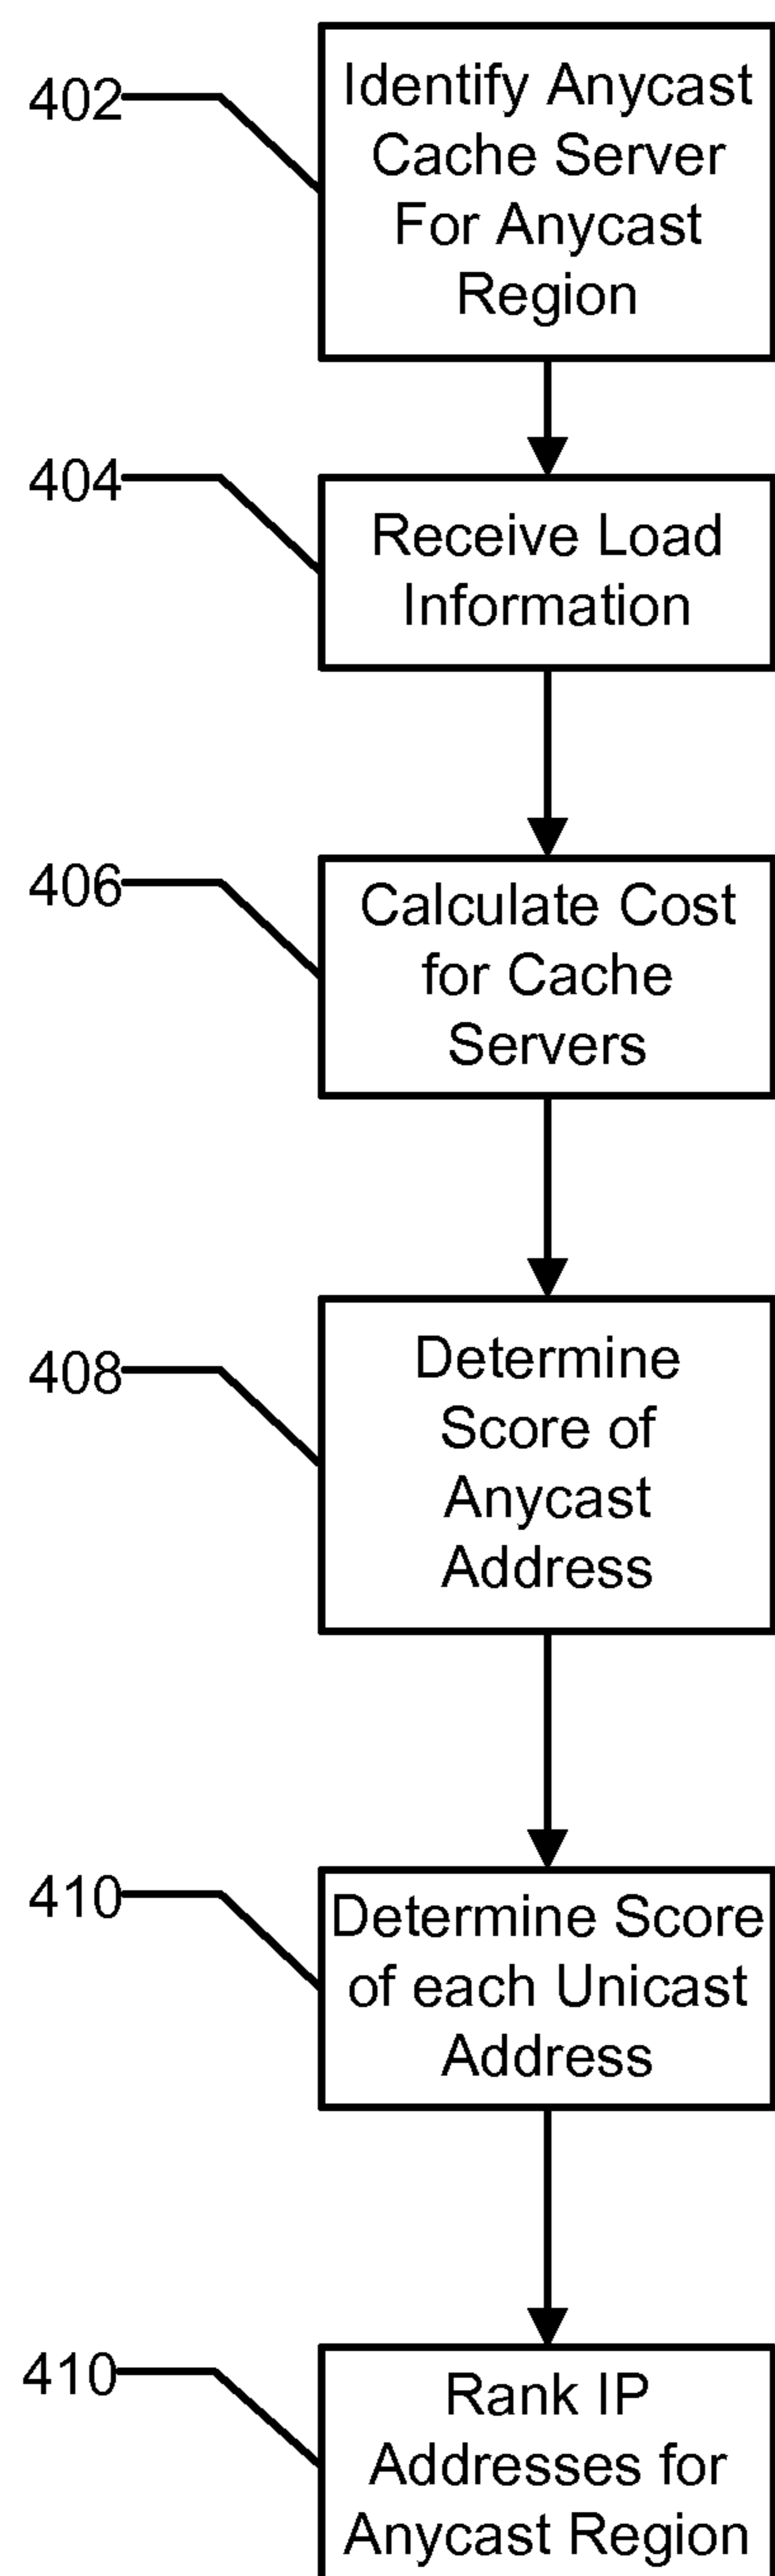 402
Identify Anycast
Cache Server
For Anycast
Region
404
Receive Load
Information
406
Calculate Cost
for Cache
Servers
408
Determine
Score of
Anycast
Address
410
Determine Score
of each Unicast
Address
410
Rank IP
Addresses for
Anycast Region